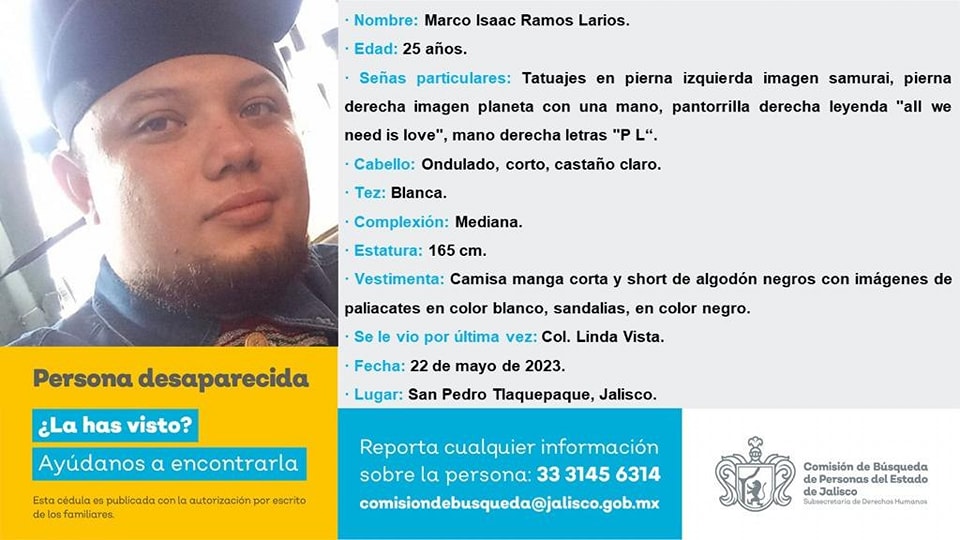 · Nombre: Marco Isaac Ramos Larios.
· Edad: 25 años.
· Señas particulares: Tatuajes en pierna izquierda imagen samurai, pierna
derecha imagen planeta con una mano, pantorrilla derecha leyenda "all we
need is love", mano derecha letras "P L“.
· Cabello: Ondulado, corto, castaño claro.
· Tez: Blanca.
· Complexión: Mediana.
· Estatura: 165 cm.
· Vestimenta: Camisa manga corta y short de algodón negros con imágenes de
paliacates en color blanco, sandalias, en color negro.
· Se le vio por última vez: Col. Linda Vista.
· Fecha: 22 de mayo de 2023.
· Lugar: San Pedro Tlaquepaque, Jalisco.
Persona desaparecida
¿La has visto?
Ayúdanos a encontrarla
Esta cédula es publicada con la autorización por escrito
de los familiares.
Reporta cualquier información
sobre la persona: 33 3145 6314
comisiondebusqueda@jalisco.gob.mx
Comisión de Búsqueda
de Personas del Estado
de Jalisco
Subsecretaría de Derechos Humanos